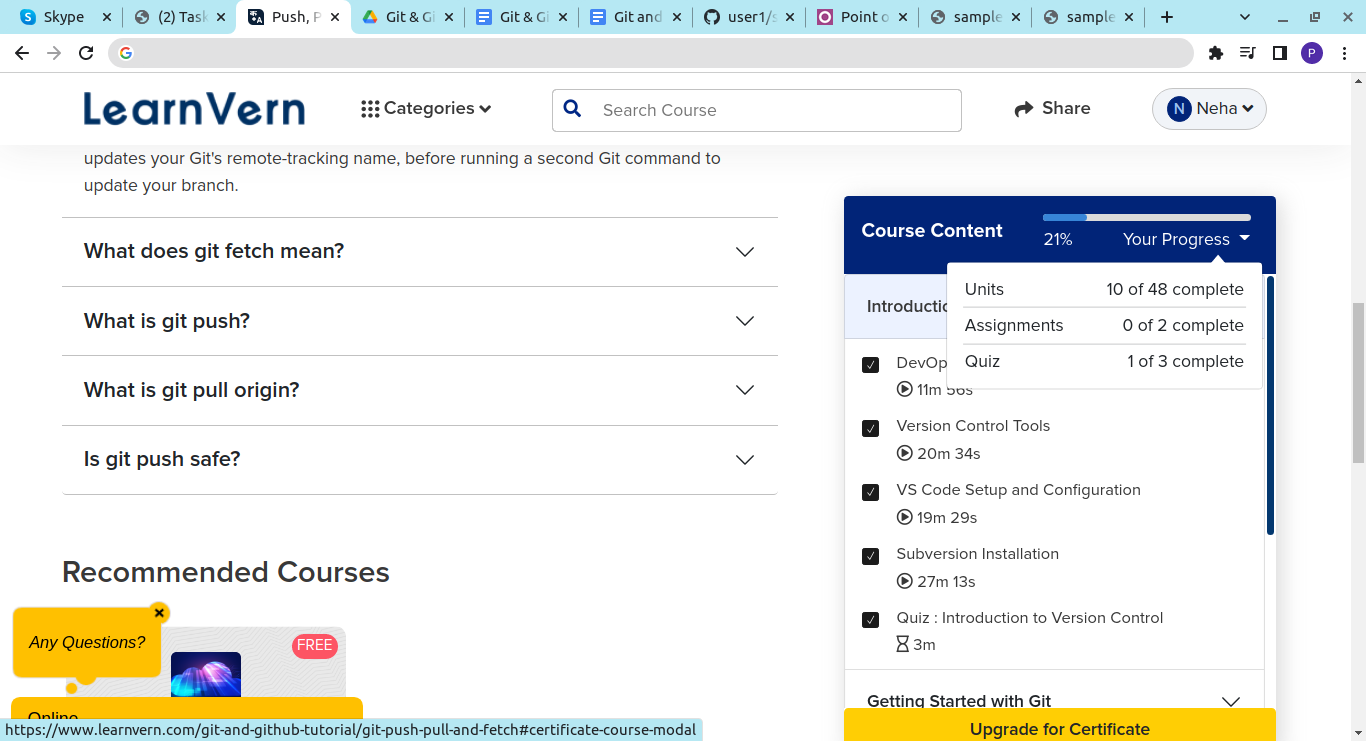 Skype
(2) Task
Push, P
Git & G
Git & Gi
Git and
user1/s
Point o
sample
sample
P
LearnVern
Categories
Search Course
Share
N Neha
updates your Git's remote-tracking name, before running a second Git command to
update your branch.
What does git fetch mean?
What is git push?
What is git pull origin?
Is git push safe?
Recommended Courses
FREE
Any Questions?
Online
https://www.learnvern.com/git-and-github-tutorial/git-push-pull-and-fetch#certificate-course-modal
Course Content
21%
Your Progress
Units 10 of 48 complete
Assignments 0 of 2 complete
Quiz 1 of 3 complete
Introductio
DevOp
11m 56s
Version Control Tools
20m 34s
VS Code Setup and Configuration
19m 29s
Subversion Installation
27m 13s
Quiz : Introduction to Version Control
3m
Getting Started with Git
Upgrade for Certificate